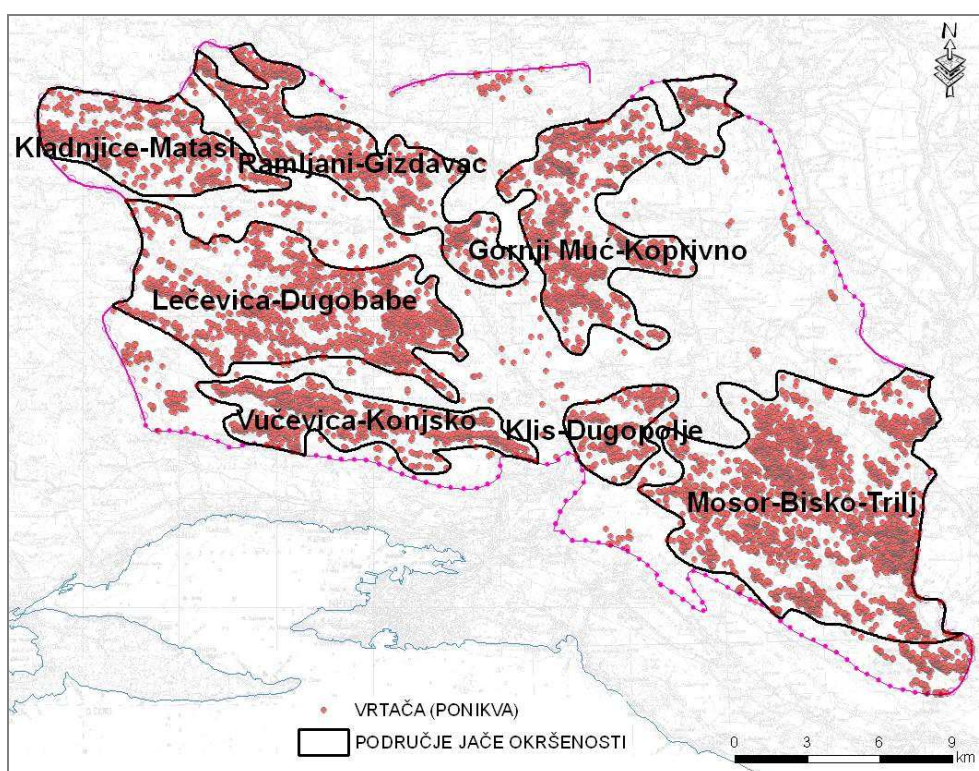 N
Kladnjice-Matasi
Ramljani-Gizdavac
Gornji Muć-Koprivno
Lečevica-Dugobabe
Vučevica-Konjsko
Klis-Dugopolje
Mosor-Bisko-Trilj
VRTAČA (PONIKVA)
PODRUČJE JAČE OKRŠENOSTI
0 3 6 9
km